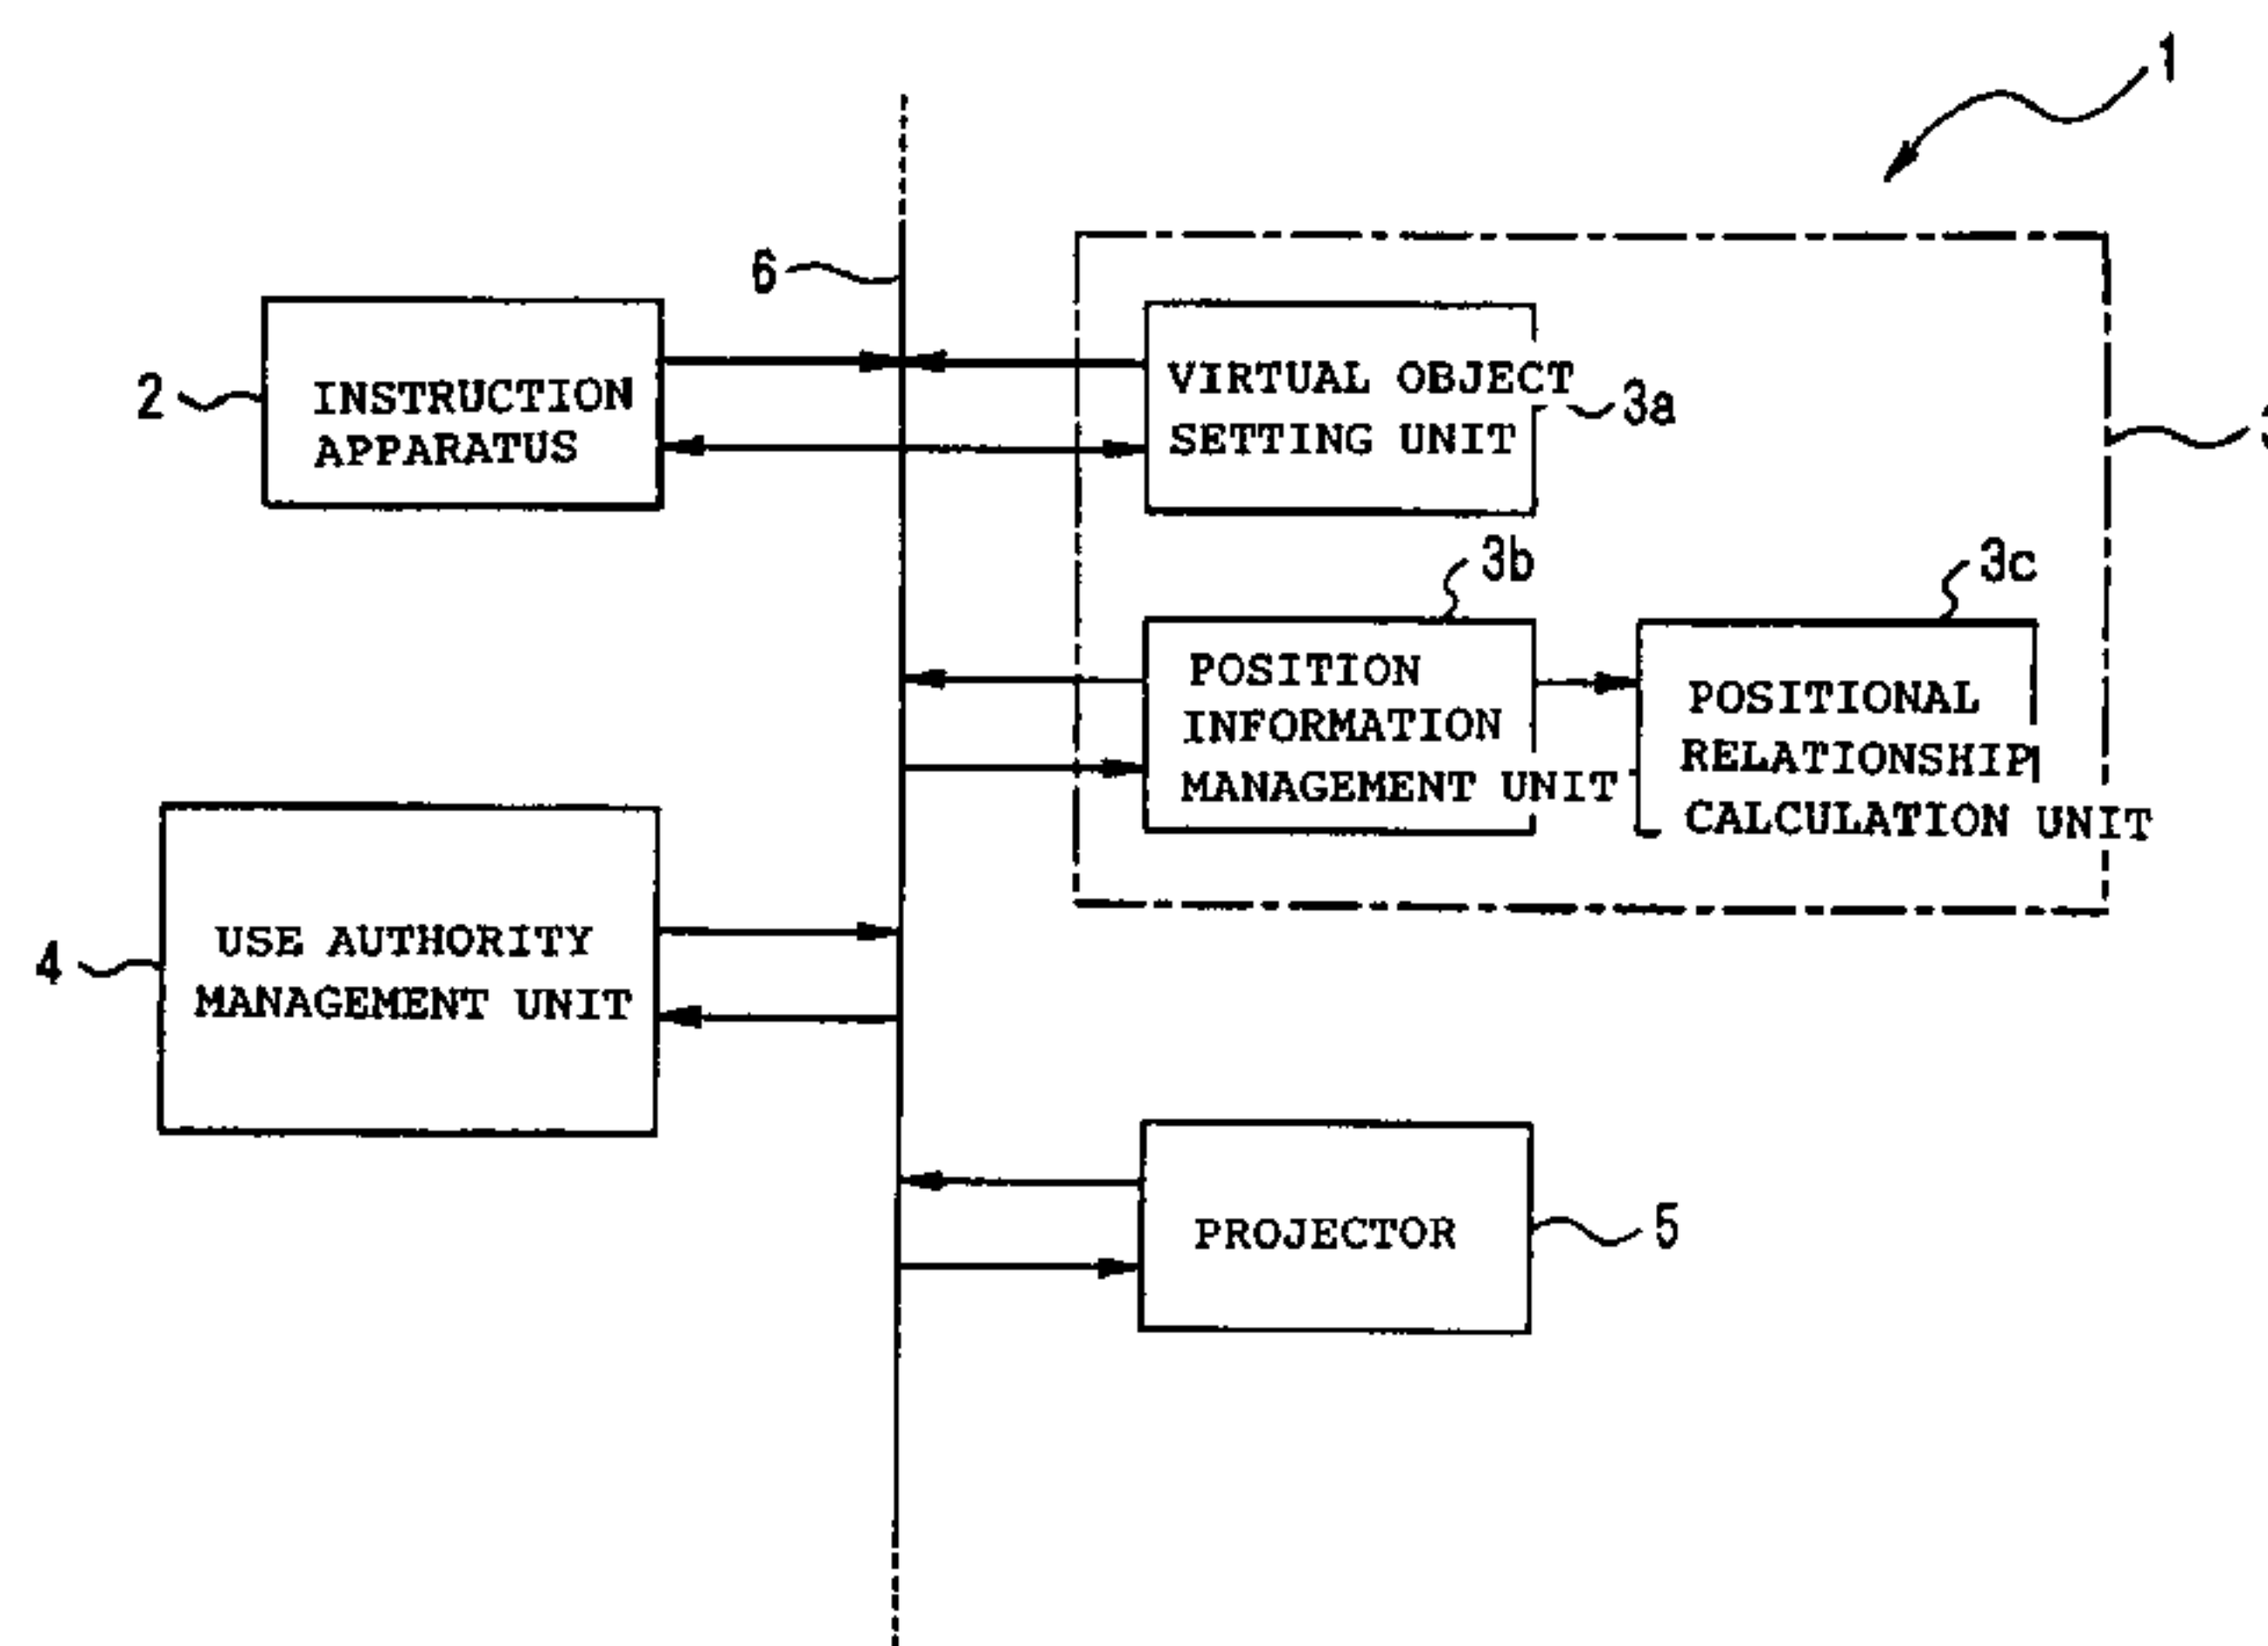 1
6
2
INSTRUCTION
APPARATUS
VIRTUAL OBJECT
SETTING UNIT
3a
3b
3c
POSITION
INFORMATION
MANAGEMENT UNIT
POSITIONAL
RELATIONSHIP
CALCULATION UNIT
4
USE AUTHORITY
MANAGEMENT UNIT
PROJECTOR
5